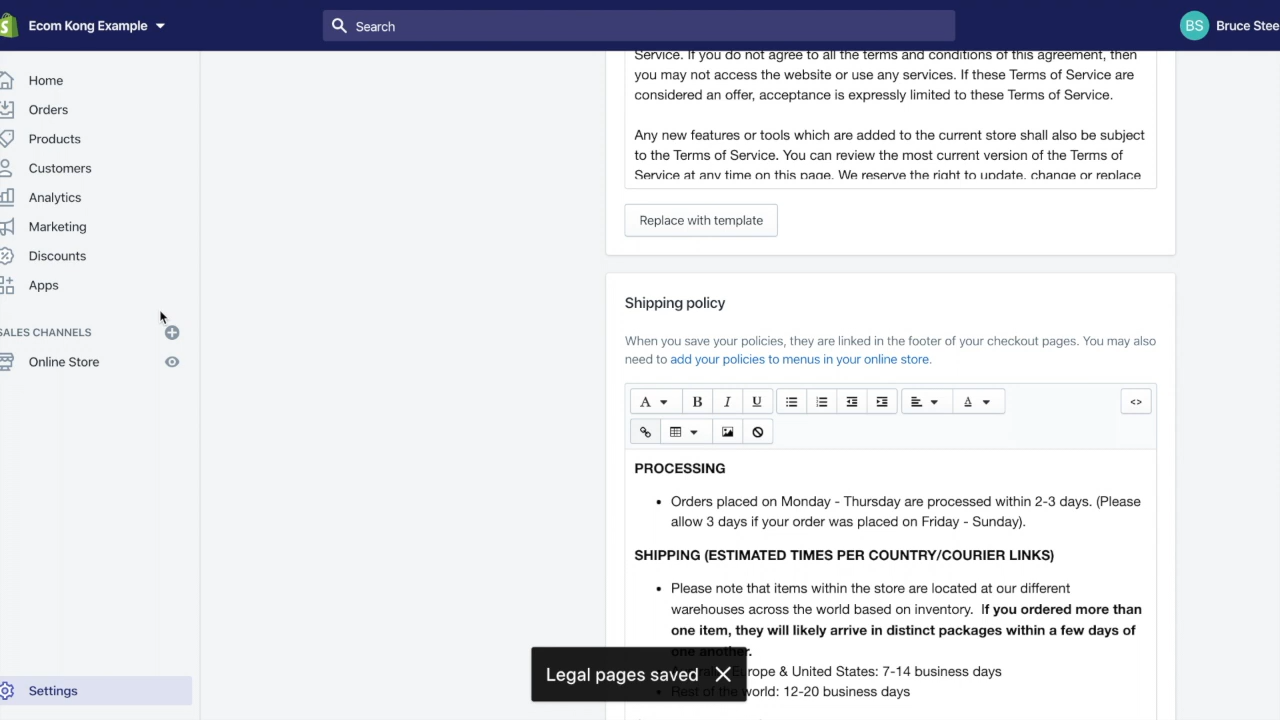 Ecom Kong Example
Search
BS Bruce Stee
Home
Orders
Products
Customers
Analytics
Marketing
Discounts
Apps
SALES CHANNELS
Online Store
Settings
Service. If you do not agree to all the terms and conditions of this agreement, then
you may not access the website or use any services. If these Terms of Service are
considered an offer, acceptance is expressly limited to these Terms of Service.
Any new features or tools which are added to the current store shall also be subject
to the Terms of Service. You can review the most current version of the Terms of
Service at any time on this page. We reserve the right to update, change or replace
Replace with template
Shipping policy
When you save your policies, they are linked in the footer of your checkout pages. You may also
need to add your policies to menus in your online store.
A B I U A <>
PROCESSING
• Orders placed on Monday - Thursday are processed within 2-3 days. (Please
allow 3 days if your order was placed on Friday - Sunday).
SHIPPING (ESTIMATED TIMES PER COUNTRY/COURIER LINKS)
• Please note that items within the store are located at our different
warehouses across the world based on inventory. If you ordered more than
one item, they will likely arrive in distinct packages within a few days of
one another.
Europe & United States: 7-14 business days
• Rest of the world: 12-20 business days
Legal pages saved